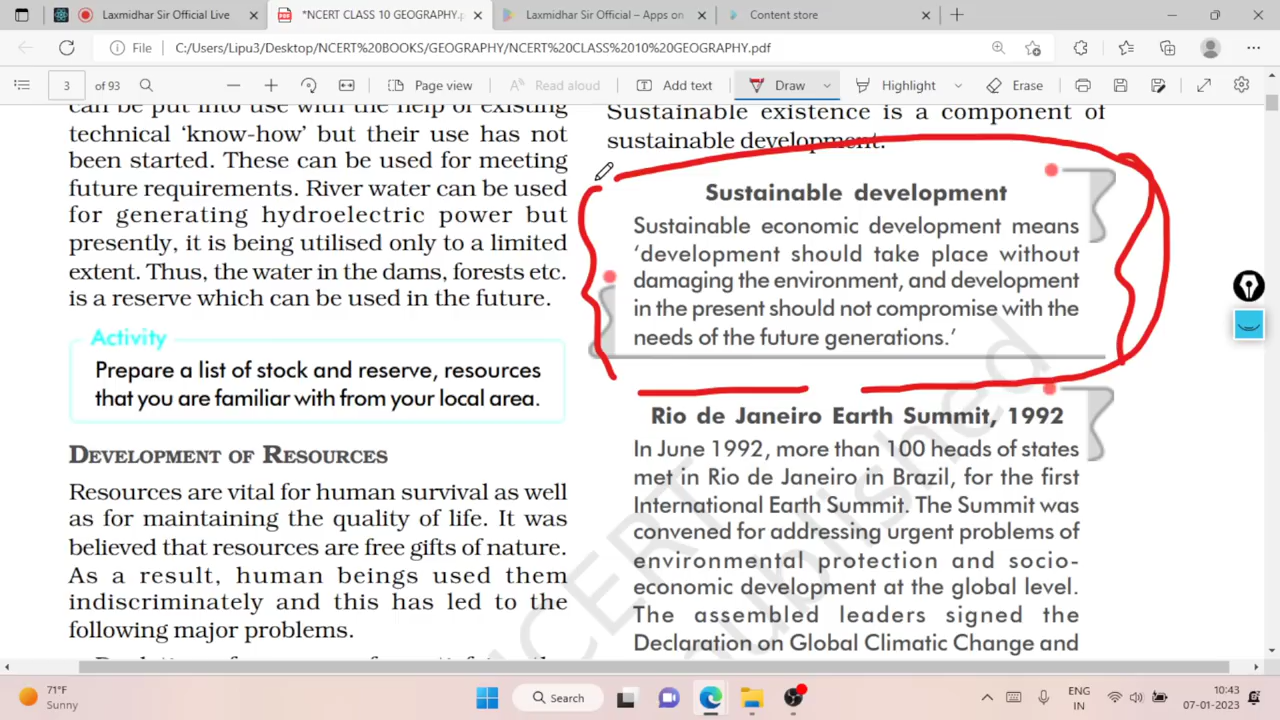 Laxmidhar Sir Official Live
*NCERT CLASS 10 GEOGRAPHY.p
Laxmidhar Sir Official – Apps on
Content store
File
C:/Users/Lipu3/Desktop/NCERT%20BOOKS/GEOGRAPHY/NCERT%20CLASS%2010%20GEOGRAPHY.pdf
3 of 93
Page view
Read aloud
Add text
Draw
Highlight
Erase
can be put into use with the help of existing
technical ‘know-how’ but their use has not
been started. These can be used for meeting
future requirements. River water can be used
for generating hydroelectric power but
presently, it is being utilised only to a limited
extent. Thus, the water in the dams, forests etc.
is a reserve which can be used in the future.
Activity
Prepare a list of stock and reserve, resources
that you are familiar with from your local area.
DEVELOPMENT OF RESOURCES
Resources are vital for human survival as well
as for maintaining the quality of life. It was
believed that resources are free gifts of nature.
As a result, human beings used them
indiscriminately and this has led to the
following major problems.
Sustainable existence is a component of
sustainable development.
Sustainable development
Sustainable economic development means
‘development should take place without
damaging the environment, and development
in the present should not compromise with the
needs of the future generations.’
Rio de Janeiro Earth Summit, 1992
In June 1992, more than 100 heads of states
met in Rio de Janeiro in Brazil, for the first
International Earth Summit. The Summit was
convened for addressing urgent problems of
environmental protection and socio-
economic development at the global level.
The assembled leaders signed the
Declaration on Global Climatic Change and
NCERT
published
71°F
Sunny
Search
ENG
IN
10:43
07-01-2023